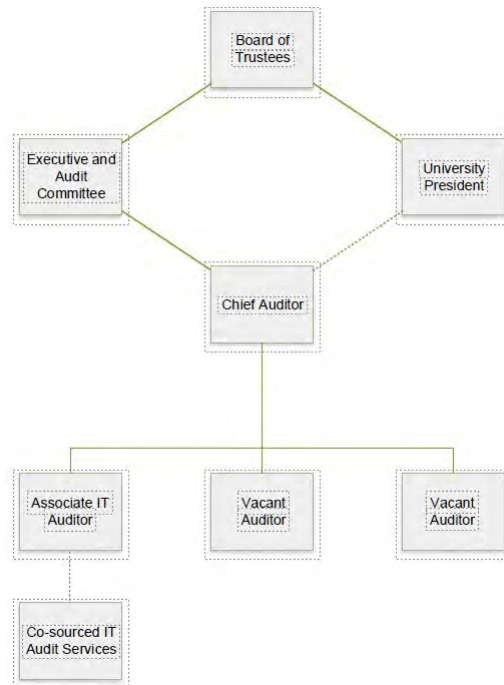 Board of
Trustees
Executive and
Audit
Committee
University
President
Chief Auditor
Associate IT
Auditor
Vacant
Auditor
Vacant
Auditor
Co-sourced IT
Audit Services